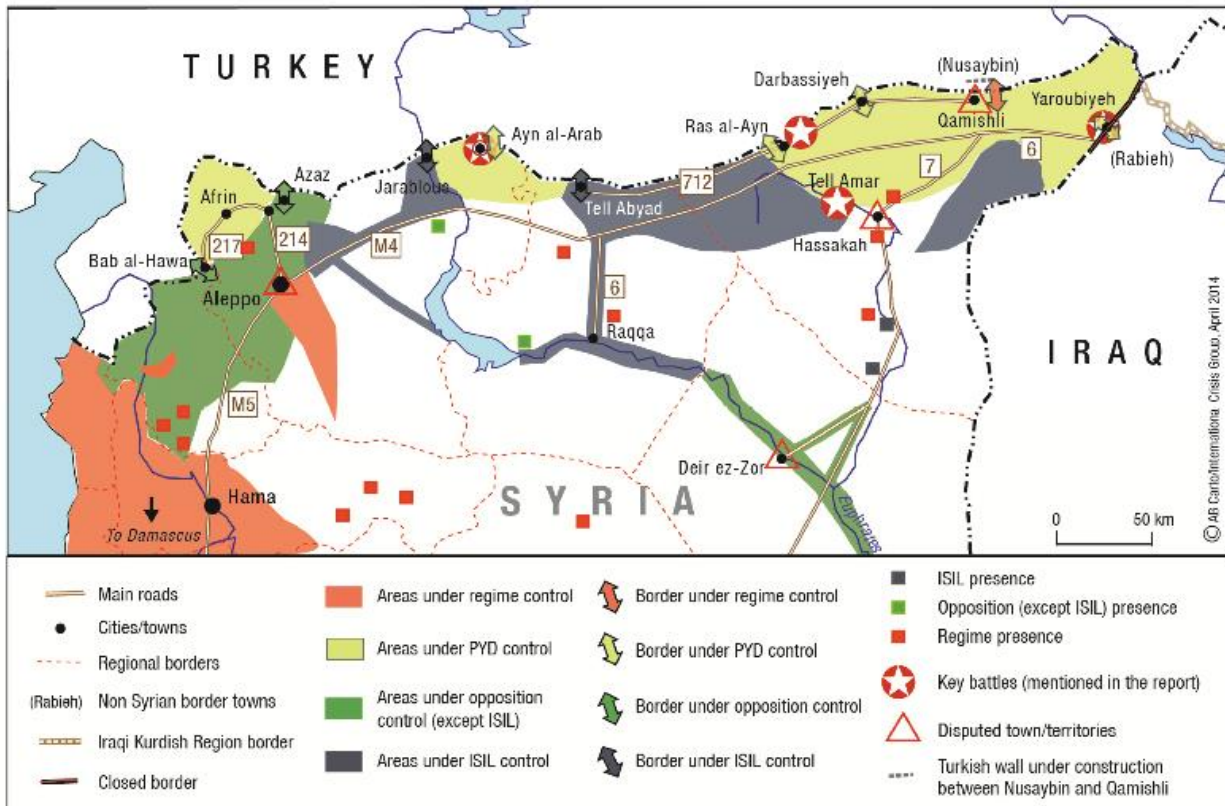 TURKEY
(Nusaybin)
Darbassiyeh
Qamishli
Yaroubiyeh
(Rabieh)
Ras al-Ayn
Ayn al-Arab
Jarablous
Azaz
Afrin
Tell Abyad
Tell Amar
Hassakah
712
7
6
M4
214
217
Bab al-Hawa
Aleppo
6
Raqqa
IRAQ
M5
Deir ez-Zor
Hama
SYRIA
Euphrates
To Damascus
0 50 km
© AB Carto/International Crisis Group, April 2014
Main roads
Cities/towns
Regional borders
(Rabieh) Non Syrian border towns
Iraqi Kurdish Region border
Closed border
Areas under regime control
Areas under PYD control
Areas under opposition
control (except ISIL)
Areas under ISIL control
Border under regime control
Border under PYD control
Border under opposition control
Border under ISIL control
ISIL presence
Opposition (except ISIL) presence
Regime presence
Key battles (mentioned in the report)
Disputed town/territories
Turkish wall under construction
between Nusaybin and Qamishli